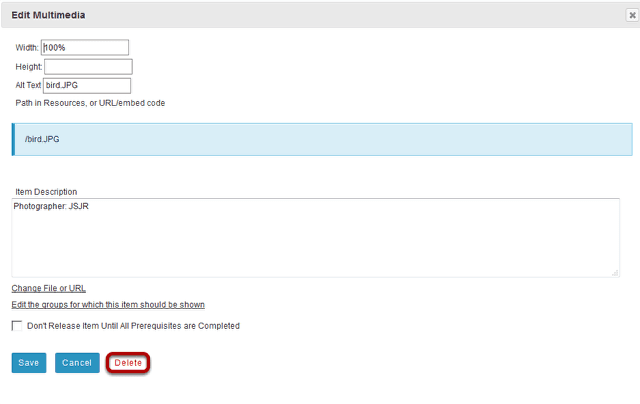 Edit Multimedia
Width: 100%
Height:
Alt Text bird.JPG
Path in Resources, or URL/embed code
/bird.JPG
Item Description
Photographer: JSJR
Change File or URL
Edit the groups for which this item should be shown
Don't Release Item Until All Prerequisites are Completed
Save Cancel Delete